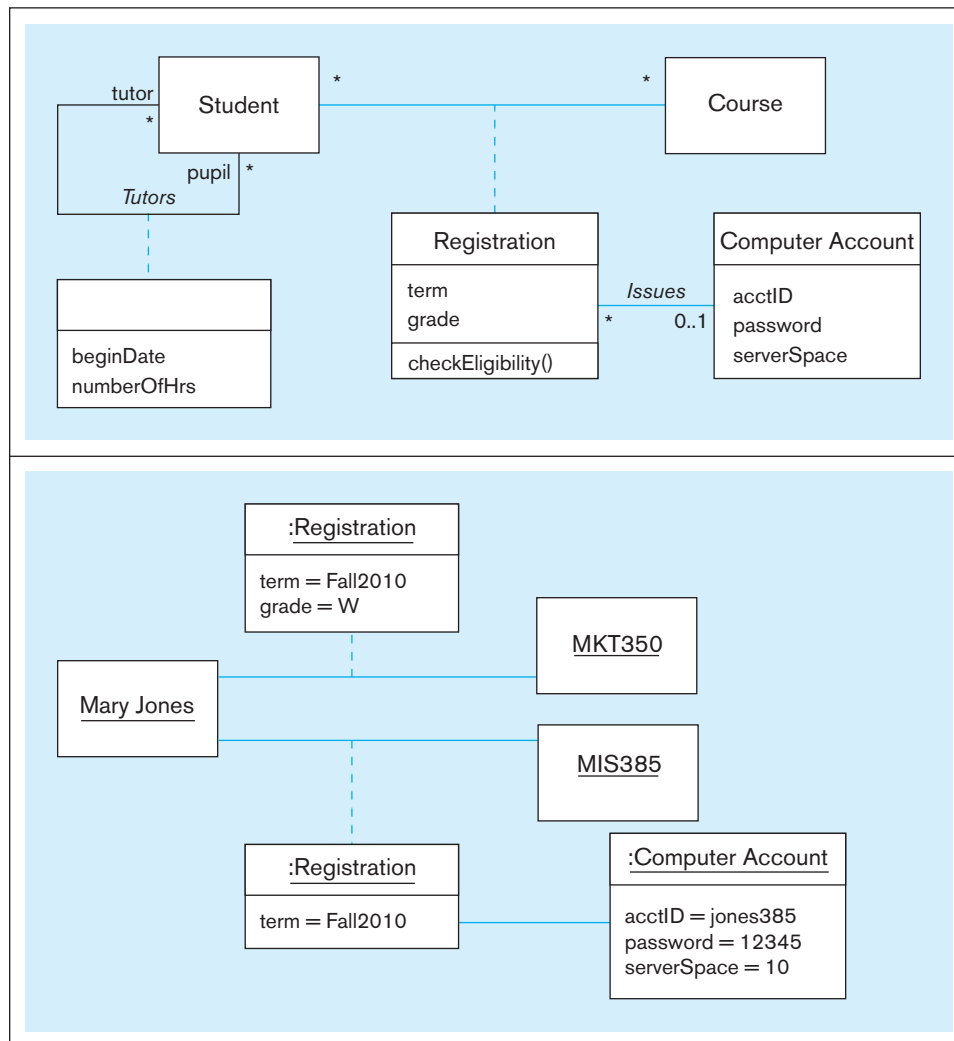 tutor
*
Student
*
*
Course
pupil
*
Tutors
beginDate
numberOfHrs
Registration
term
grade
checkEligibility()
Issues
*
0..1
Computer Account
acctID
password
serverSpace
:Registration
term = Fall2010
grade = W
MKT350
Mary Jones
MIS385
:Registration
term = Fall2010
:Computer Account
acctID = jones385
password = 12345
serverSpace = 10